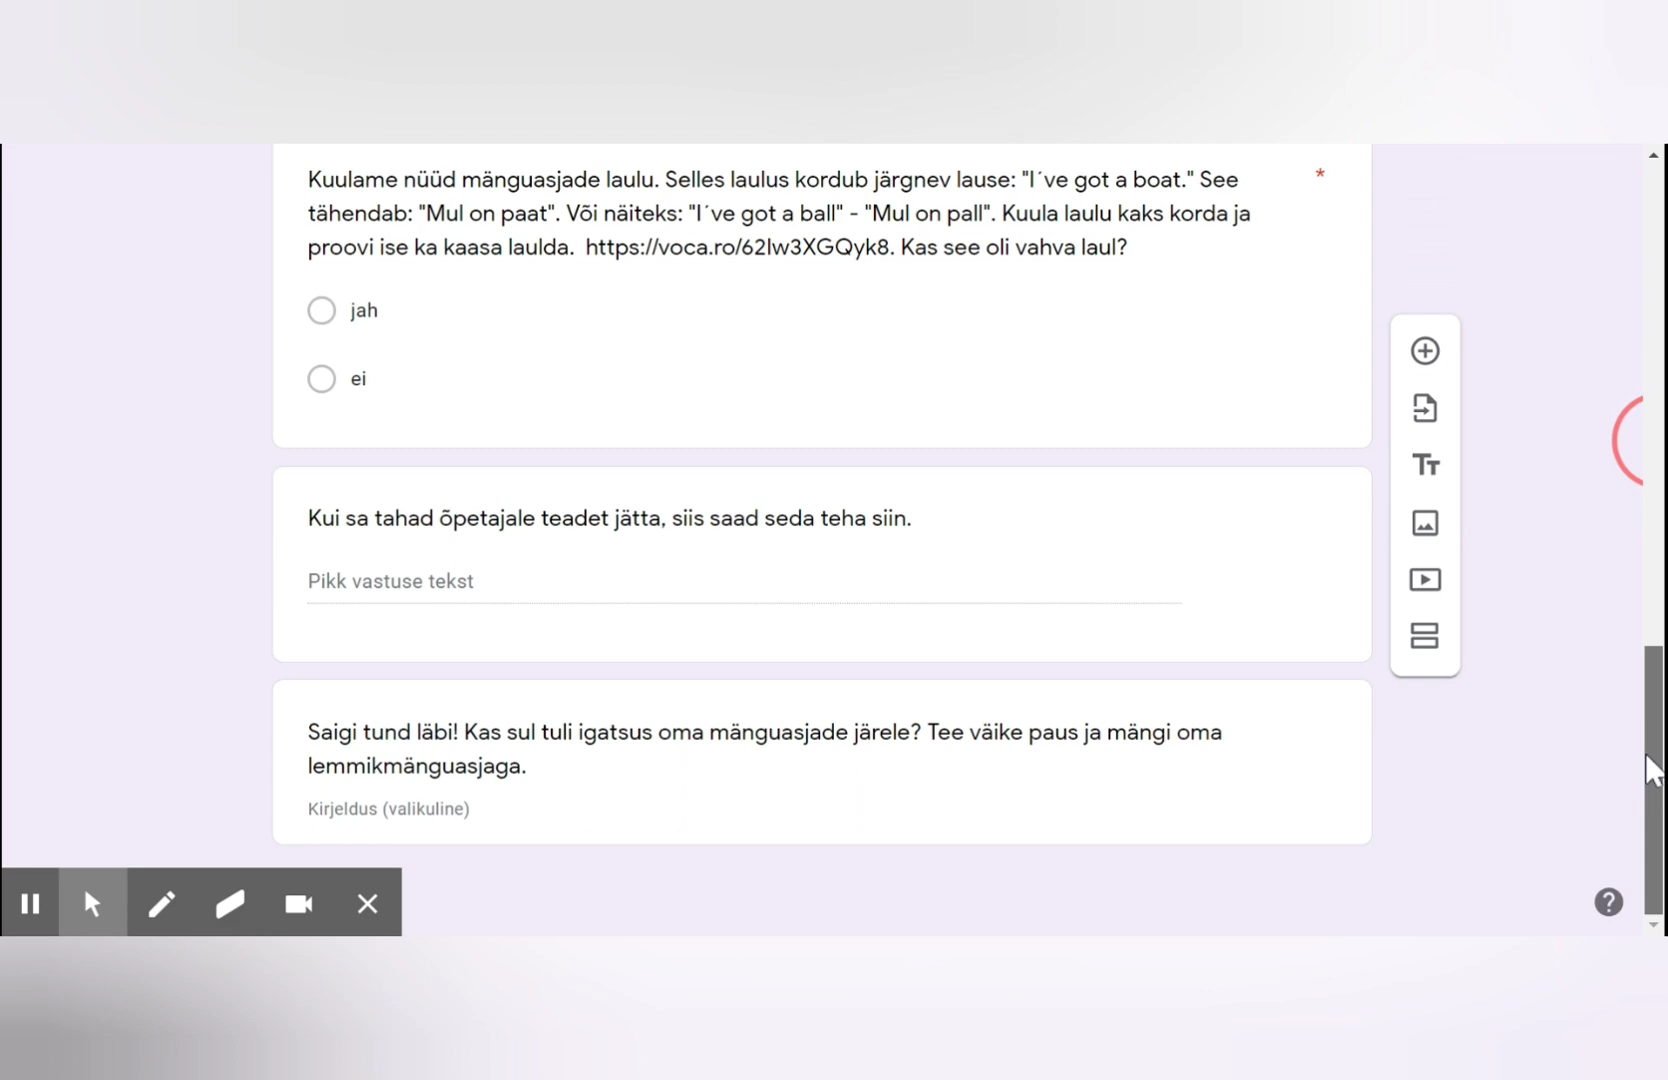 Kuulame nüüd mänguasjade laulu. Selles laulus kordub järgnev lause: "I´ve got a boat." See *
tähendab: "Mul on paat". Või näiteks: "I´ve got a ball" - "Mul on pall". Kuula laulu kaks korda ja
proovi ise ka kaasa laulda.  https://voca.ro/62lw3XGQyk8. Kas see oli vahva laul?
jah
ei
Kui sa tahad õpetajale teadet jätta, siis saad seda teha siin.
Pikk vastuse tekst
Saigi tund läbi! Kas sul tuli igatsus oma mänguasjade järele? Tee väike paus ja mängi oma
lemmikmänguasjaga.
Kirjeldus (valikuline)